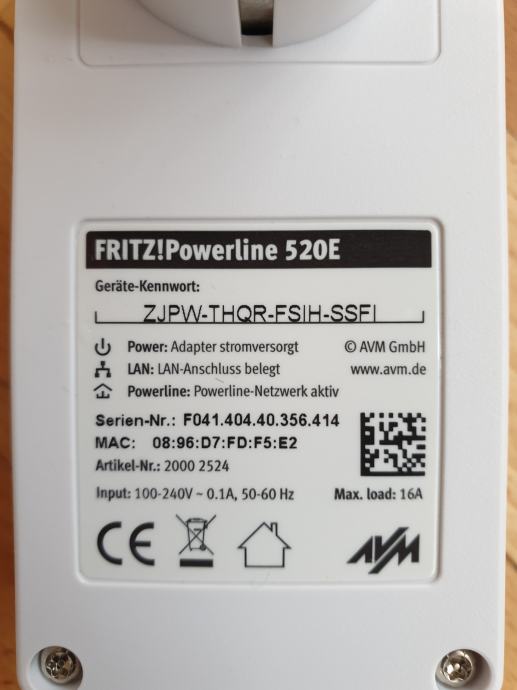 FRITZ!Powerline 520E
Geräte-Kennwort:
ZJPW-THQR-FSIH-SSFI
Power: Adapter stromversorgt © AVM GmbH
LAN: LAN-Anschluss belegt www.avm.de
Powerline: Powerline-Netzwerk aktiv
Serien-Nr.: F041.404.40.356.414
MAC: 08:96:D7:FD:F5:E2
Artikel-Nr.: 2000 2524
Input: 100-240V ~ 0.1A, 50-60 Hz Max. load: 16A
CE AVM